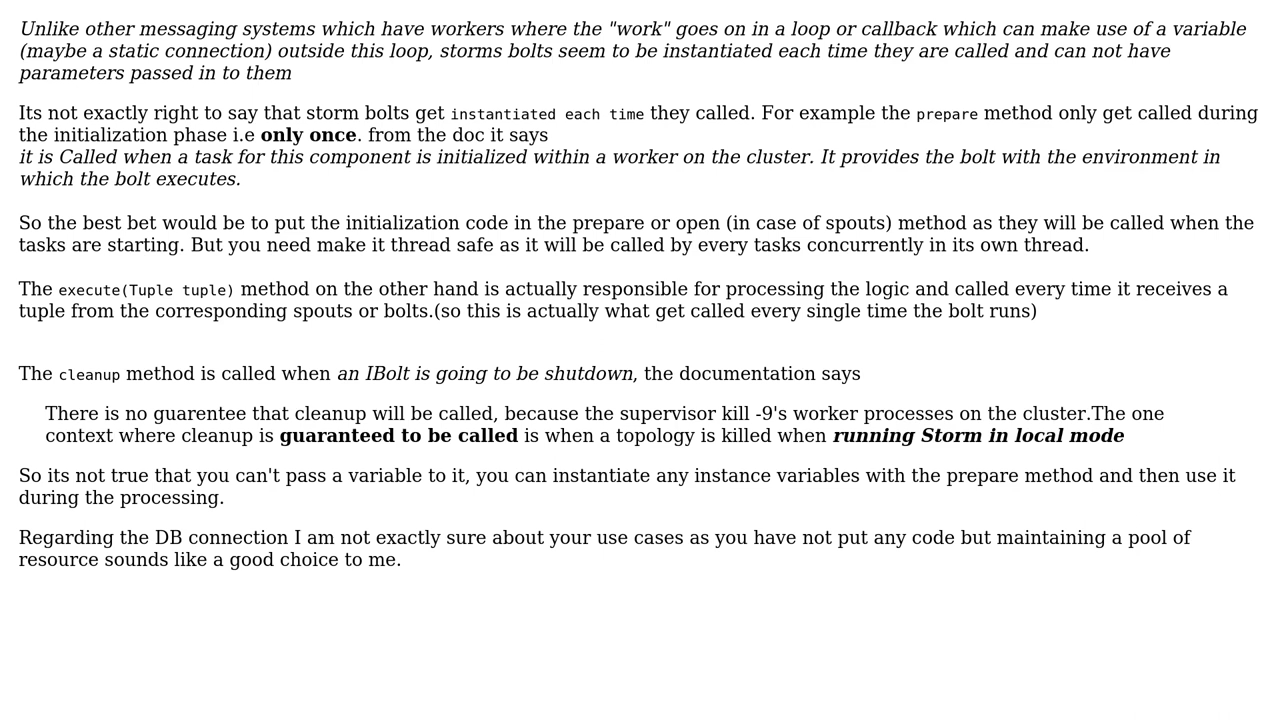 Unlike other messaging systems which have workers where the "work" goes on in a loop or callback which can make use of a variable
(maybe a static connection) outside this loop, storms bolts seem to be instantiated each time they are called and can not have
parameters passed in to them
Its not exactly right to say that storm bolts get instantiated each time they called. For example the prepare method only get called during
the initialization phase i.e only once. from the doc it says
it is Called when a task for this component is initialized within a worker on the cluster. It provides the bolt with the environment in
which the bolt executes.
So the best bet would be to put the initialization code in the prepare or open (in case of spouts) method as they will be called when the
tasks are starting. But you need make it thread safe as it will be called by every tasks concurrently in its own thread.
The execute(Tuple tuple) method on the other hand is actually responsible for processing the logic and called every time it receives a
tuple from the corresponding spouts or bolts.(so this is actually what get called every single time the bolt runs)
The cleanup method is called when an IBolt is going to be shutdown, the documentation says
There is no guarentee that cleanup will be called, because the supervisor kill -9's worker processes on the cluster.The one
context where cleanup is guaranteed to be called is when a topology is killed when running Storm in local mode
So its not true that you can't pass a variable to it, you can instantiate any instance variables with the prepare method and then use it
during the processing.
Regarding the DB connection I am not exactly sure about your use cases as you have not put any code but maintaining a pool of
resource sounds like a good choice to me.